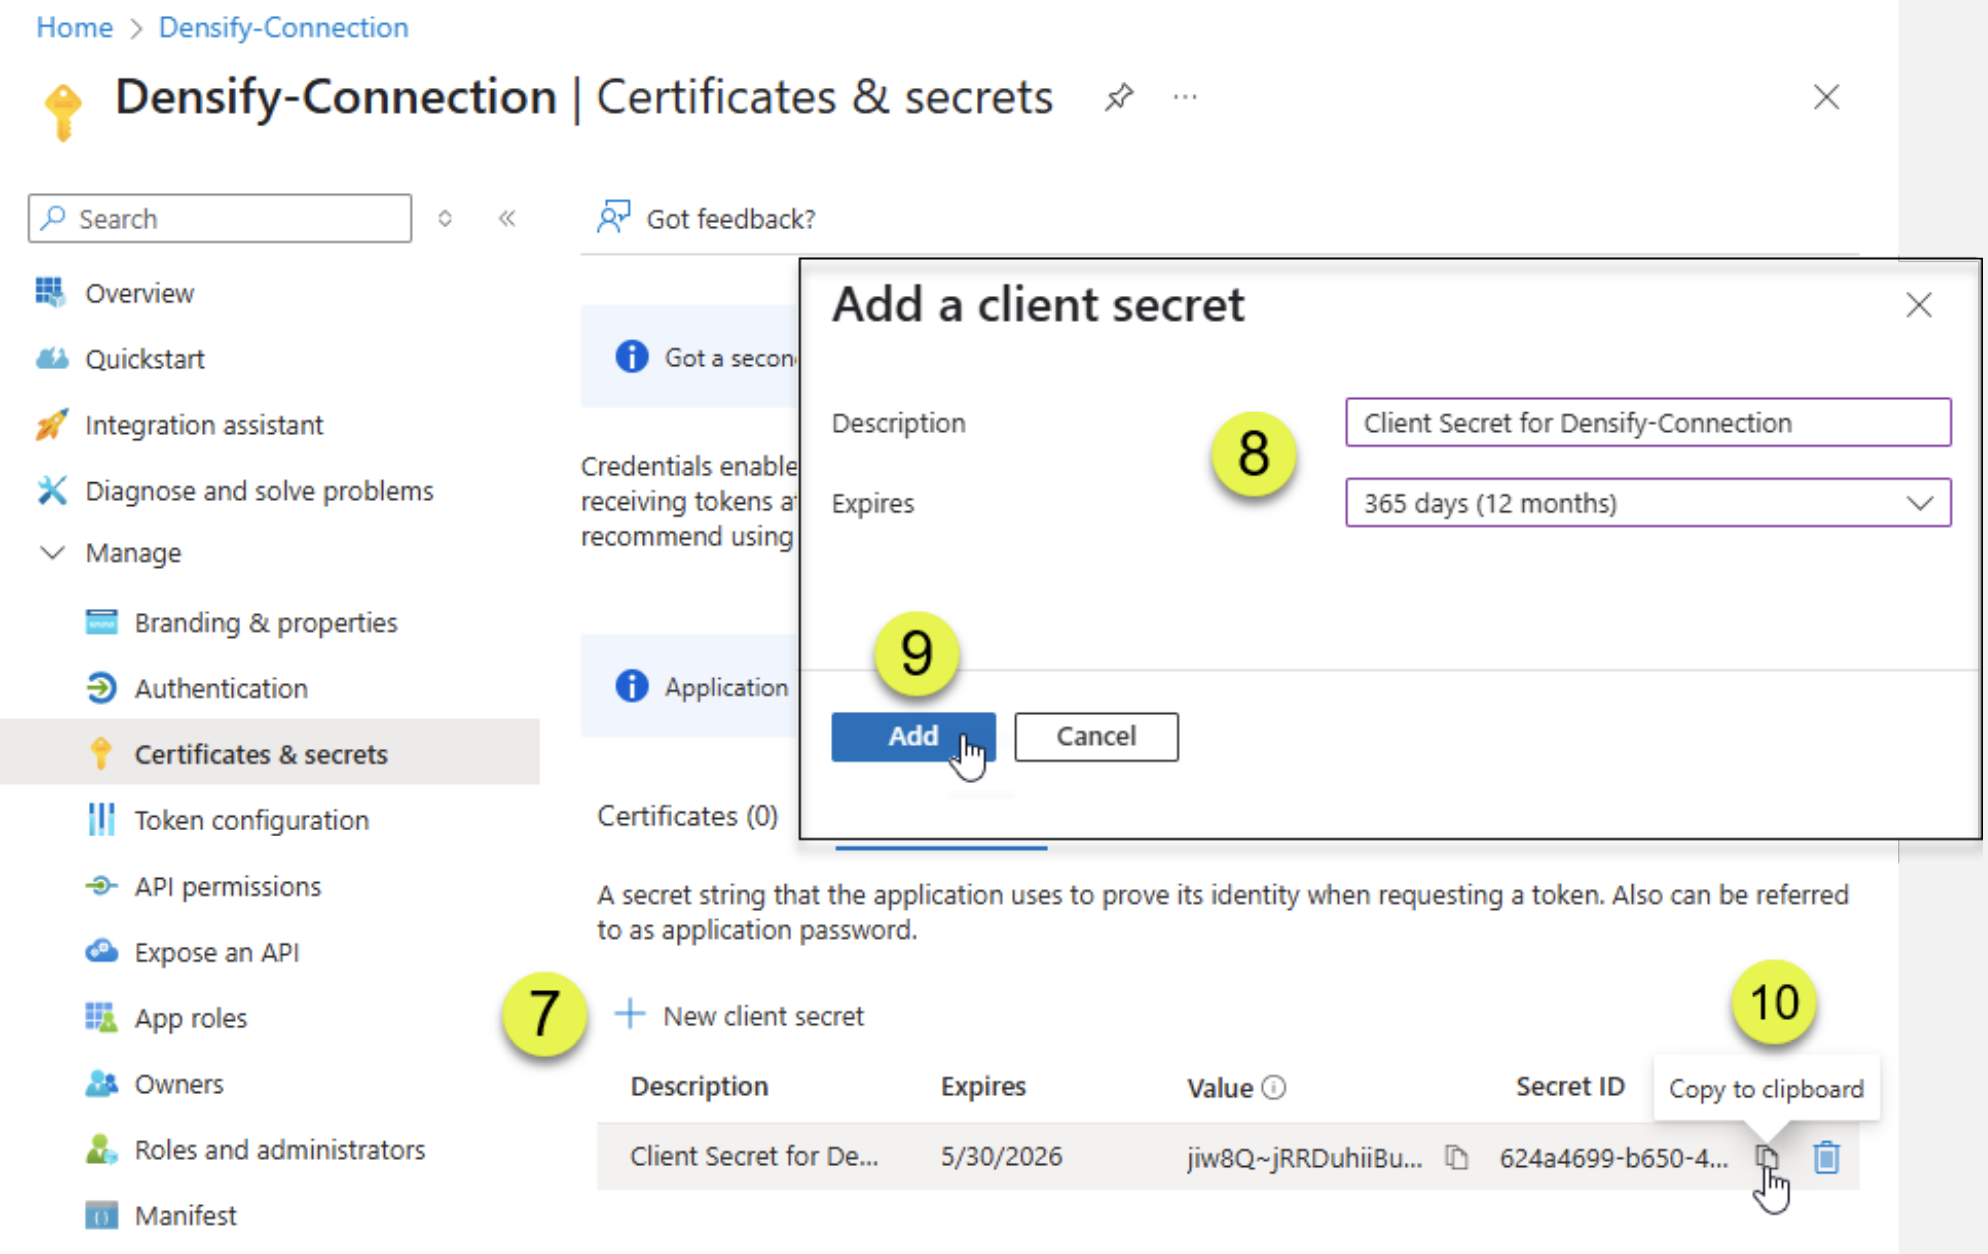 Home > Densify-Connection
Densify-Connection | Certificates & secrets
Search
Got feedback?
Overview
Quickstart
Integration assistant
Diagnose and solve problems
Manage
Branding & properties
Authentication
Certificates & secrets
Token configuration
API permissions
Expose an API
App roles
Owners
Roles and administrators
Manifest
Got a secon
Credentials enable
receiving tokens a
recommend using
Application
Add a client secret
Description
Client Secret for Densify-Connection
8
Expires
365 days (12 months)
9
Add
Cancel
Certificates (0)
A secret string that the application uses to prove its identity when requesting a token. Also can be referred
to as application password.
7
New client secret
10
Description Expires Value Secret ID
Copy to clipboard
Client Secret for De... 5/30/2026 jiw8Q~jRRDuhiiBu... 624a4699-b650-4...